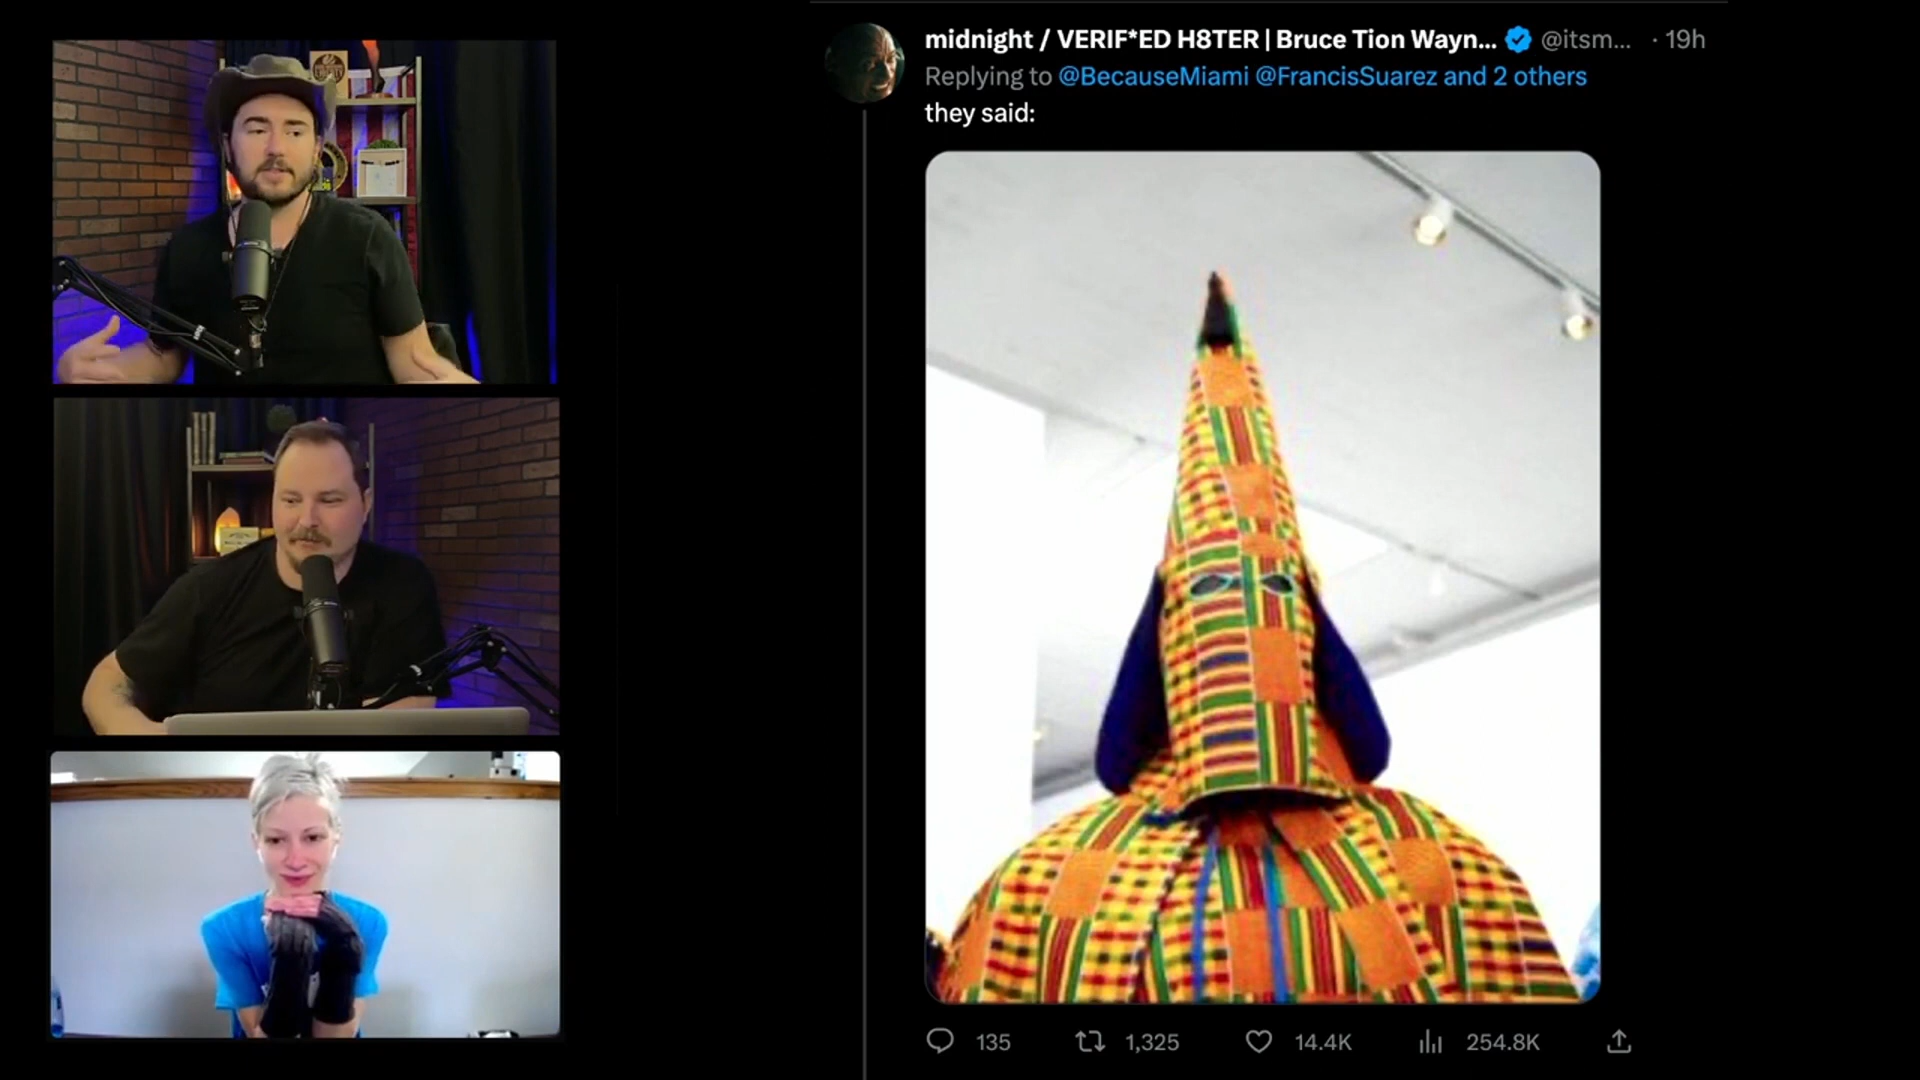 midnight / VERIF*ED H8TER | Bruce Tion Wayn... @itsm... · 19h
Replying to @BecauseMiami @FrancisSuarez and 2 others
they said:
135 1,325 14.4K 254.8K